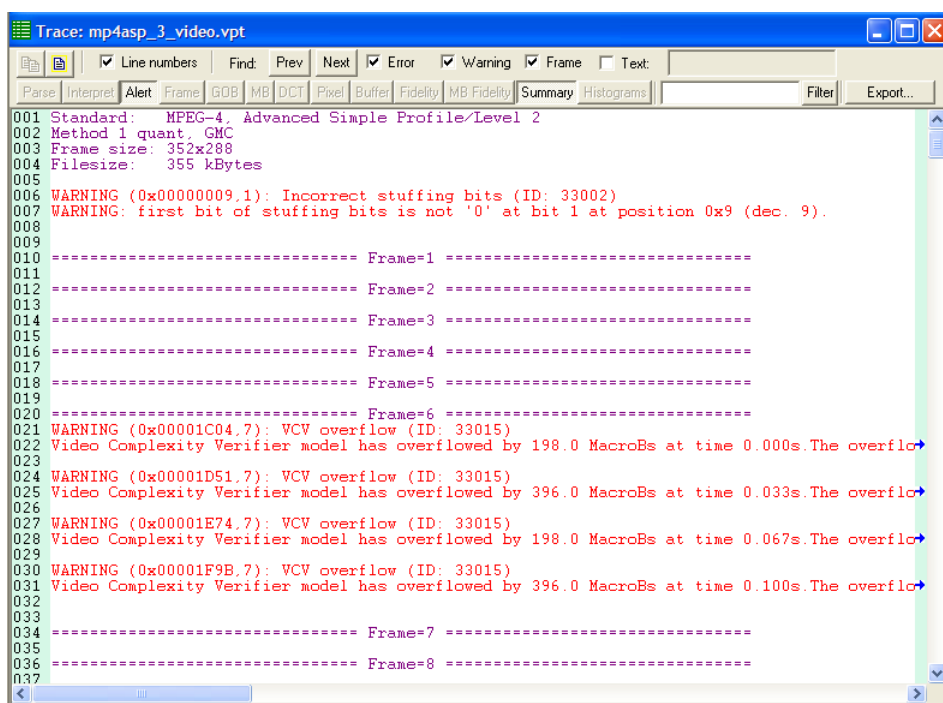 Trace: mp4asp_3_video.vpt
Line numbers Find: Prev Next Error Warning Frame Text:
Parse Interpret Alert Frame GOB MB DCT Pixel Buffer Fidelity MB Fidelity Summary Histograms Filter Export...
001 Standard: MPEG-4, Advanced Simple Profile/Level 2
002 Method 1 quant, GMC
003 Frame size: 352x288
004 Filesize: 355 kBytes
005
006 WARNING (0x00000009,1): Incorrect stuffing bits (ID: 33002)
007 WARNING: first bit of stuffing bits is not '0' at bit 1 at position 0x9 (dec. 9).
008
009
010 ================================ Frame=1 ================================
011
012 ================================ Frame=2 ================================
013
014 ================================ Frame=3 ================================
015
016 ================================ Frame=4 ================================
017
018 ================================ Frame=5 ================================
019
020 ================================ Frame=6 ================================
021 WARNING (0x00001C04,7): VCV overflow (ID: 33015)
022 Video Complexity Verifier model has overflowed by 198.0 MacroBs at time 0.000s.The overflo
023
024 WARNING (0x00001D51,7): VCV overflow (ID: 33015)
025 Video Complexity Verifier model has overflowed by 396.0 MacroBs at time 0.033s.The overflo
026
027 WARNING (0x00001E74,7): VCV overflow (ID: 33015)
028 Video Complexity Verifier model has overflowed by 198.0 MacroBs at time 0.067s.The overflo
029
030 WARNING (0x00001F9B,7): VCV overflow (ID: 33015)
031 Video Complexity Verifier model has overflowed by 396.0 MacroBs at time 0.100s.The overflo
032
033
034 ================================ Frame=7 ================================
035
036 ================================ Frame=8 ================================
037